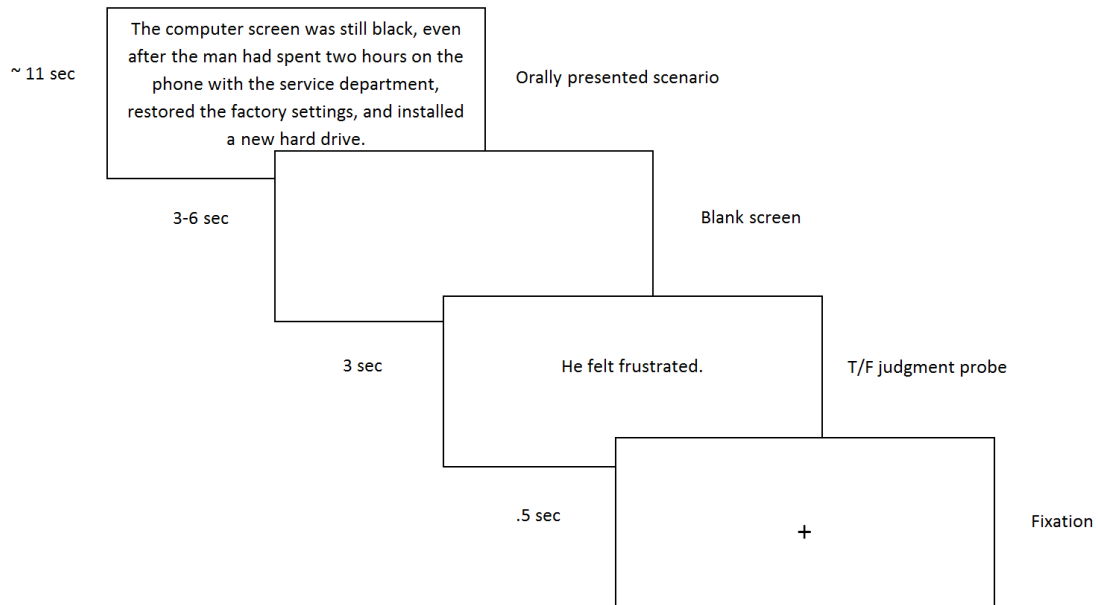 The computer screen was still black, even
after the man had spent two hours on the
~ 11 sec
phone with the service department,
Orally presented scenario
restored the factory settings, and installed
a new hard drive.
3-6 sec
Blank screen
3 sec
He felt frustrated.
T/F judgment probe
.5 sec
Fixation
+